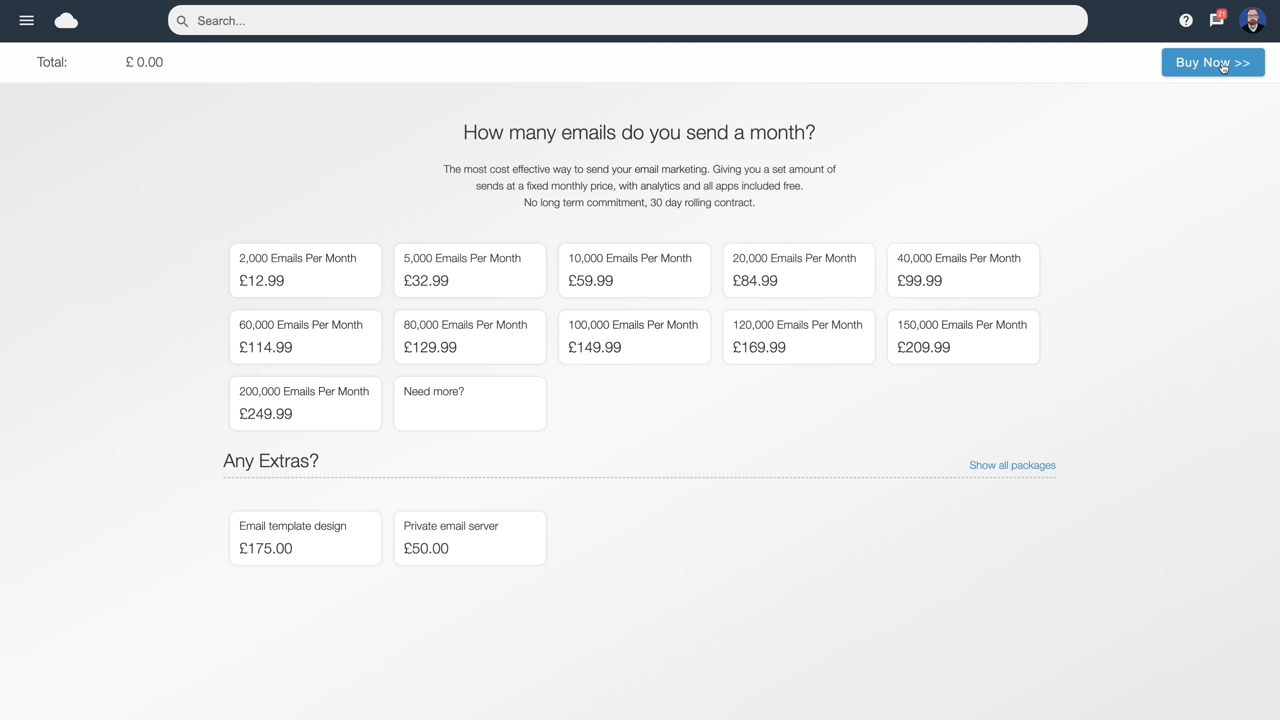 Search...
21
Total: £ 0.00
Buy Now >>
How many emails do you send a month?
The most cost effective way to send your email marketing. Giving you a set amount of
sends at a fixed monthly price, with analytics and all apps included free.
No long term commitment, 30 day rolling contract.
2,000 Emails Per Month
£12.99
5,000 Emails Per Month
£32.99
10,000 Emails Per Month
£59.99
20,000 Emails Per Month
£84.99
40,000 Emails Per Month
£99.99
60,000 Emails Per Month
£114.99
80,000 Emails Per Month
£129.99
100,000 Emails Per Month
£149.99
120,000 Emails Per Month
£169.99
150,000 Emails Per Month
£209.99
200,000 Emails Per Month
£249.99
Need more?
Any Extras?
Show all packages
Email template design
£175.00
Private email server
£50.00